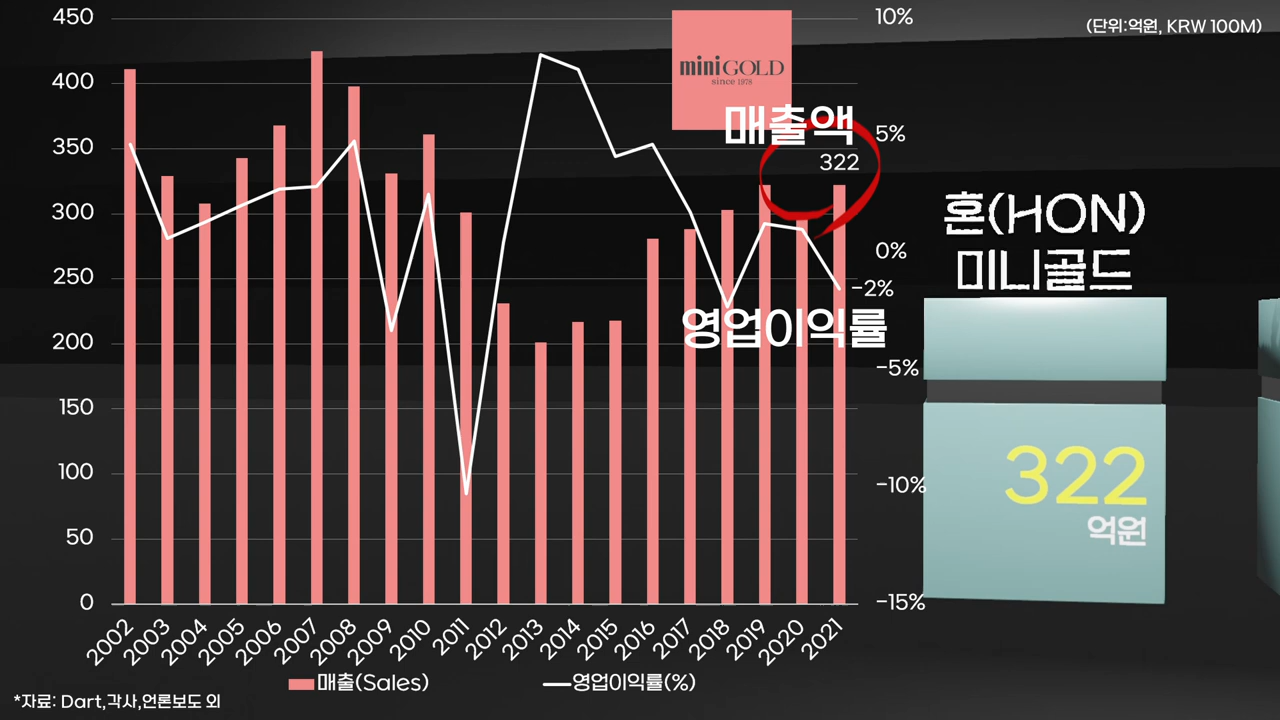 (단위:억원, KRW 100M)
450
400
350
300
250
200
150
100
50
0
10%
5%
0%
-5%
-10%
-15%
miniGOLD
since 1978
매출액
322
-2%
영업이익률
혼(HON)
미니골드
322
억원
2002 2003 2004 2005 2006 2007 2008 2009 2010 2011 2012 2013 2014 2015 2016 2017 2018 2019 2020 2021
매출(Sales) 영업이익률(%)
*자료: Dart,각사,언론보도 외